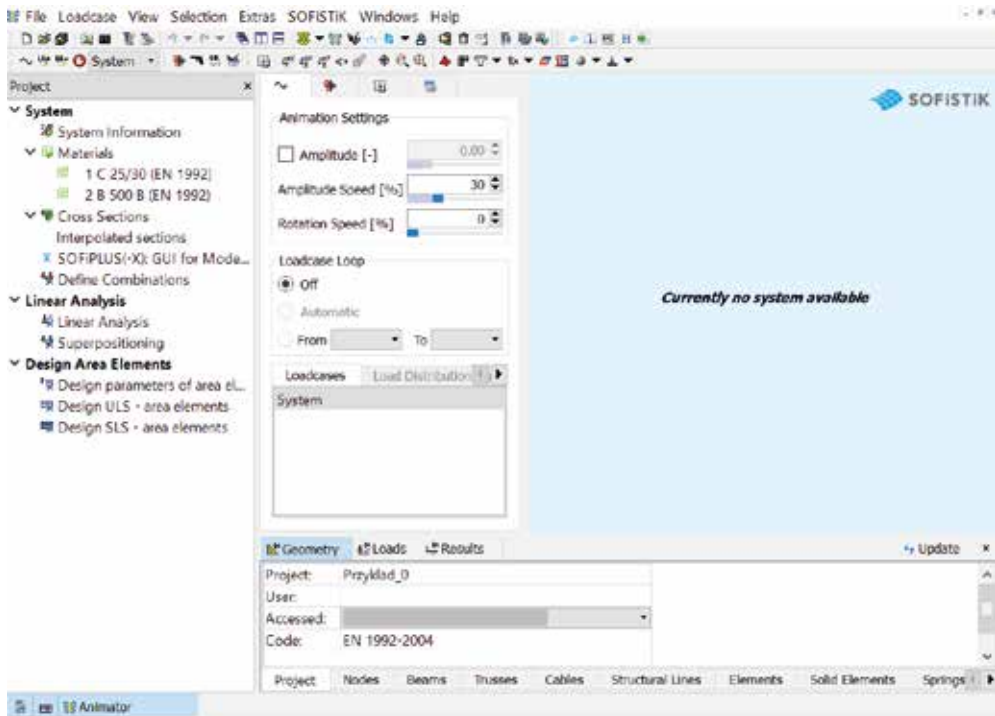 File Loadcase View Selection Extras SOFiSTiK Windows Help
System
Project
System
System Information
Materials
1 C 25/30 (EN 1992)
2 B 500 B (EN 1992)
Cross Sections
Interpolated sections
SOFiPLUS(-X): GUI for Mode...
Define Combinations
Linear Analysis
Linear Analysis
Superpositioning
Design Area Elements
Design parameters of area el...
Design ULS - area elements
Design SLS - area elements
Animation Settings
Amplitude [-] 0.00
Amplitude Speed [%] 30
Rotation Speed [%] 0
Loadcase Loop
Off
Automatic
From To
Loadcases Load Distribution
System
SOFiSTiK
Currently no system available
Geometry Loads Results Update
Project: Przyklad_0
User:
Accessed:
Code: EN 1992-2004
Project Nodes Beams Trusses Cables Structural Lines Elements Solid Elements Springs
Animator